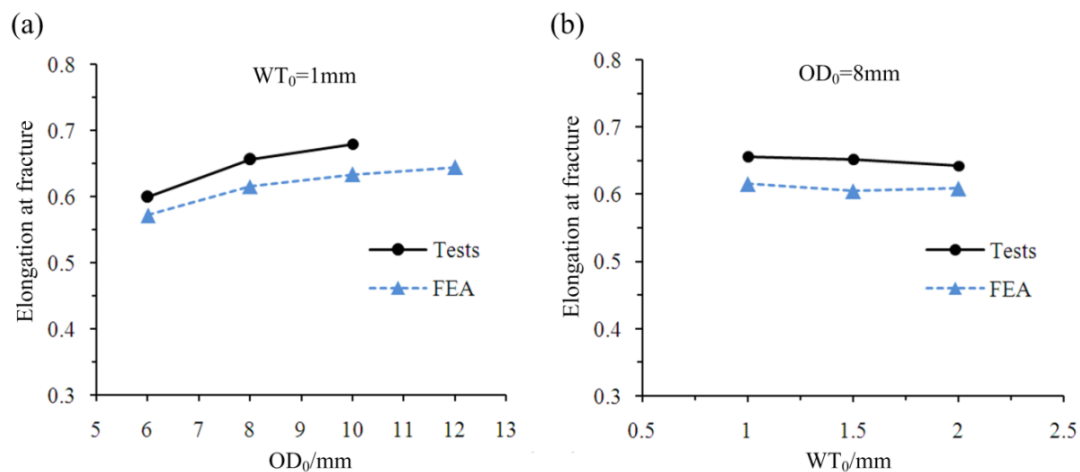 (a)
WT₀=1mm
Elongation at fracture
0.8
0.7
0.6
0.5
0.4
0.3
5 6 7 8 9 10 11 12 13
OD₀/mm
Tests
FEA
(b)
OD₀=8mm
Elongation at fracture
0.8
0.7
0.6
0.5
0.4
0.3
0.5 1 1.5 2 2.5
WT₀/mm
Tests
FEA